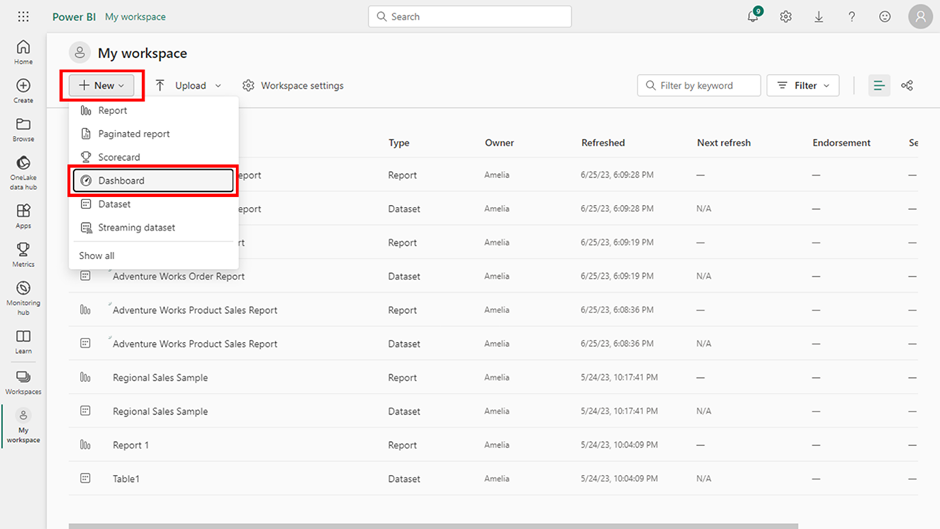 Power BI My workspace
Search
9
Home
Create
Browse
OneLake
data hub
Apps
Metrics
Monitoring
hub
Learn
Workspaces
My
workspace
My workspace
New
Upload
Workspace settings
Filter by keyword
Filter
Report
Paginated report
Scorecard
Dashboard
Dataset
Streaming dataset
Show all
Type Owner Refreshed Next refresh Endorsement Se
eport Report Amelia 6/25/23, 6:09:28 PM — — —
port Dataset Amelia 6/25/23, 6:09:28 PM N/A — —
rt Report Amelia 6/25/23, 6:09:19 PM — — —
Adventure Works Order Report Dataset Amelia 6/25/23, 6:09:19 PM N/A — —
Adventure Works Product Sales Report Report Amelia 6/25/23, 6:08:36 PM — — —
Adventure Works Product Sales Report Dataset Amelia 6/25/23, 6:08:36 PM N/A — —
Regional Sales Sample Report Amelia 5/24/23, 10:17:41 PM — — —
Regional Sales Sample Dataset Amelia 5/24/23, 10:17:41 PM N/A — —
Report 1 Report Amelia 5/24/23, 10:04:09 PM — — —
Table1 Dataset Amelia 5/24/23, 10:04:09 PM N/A — —